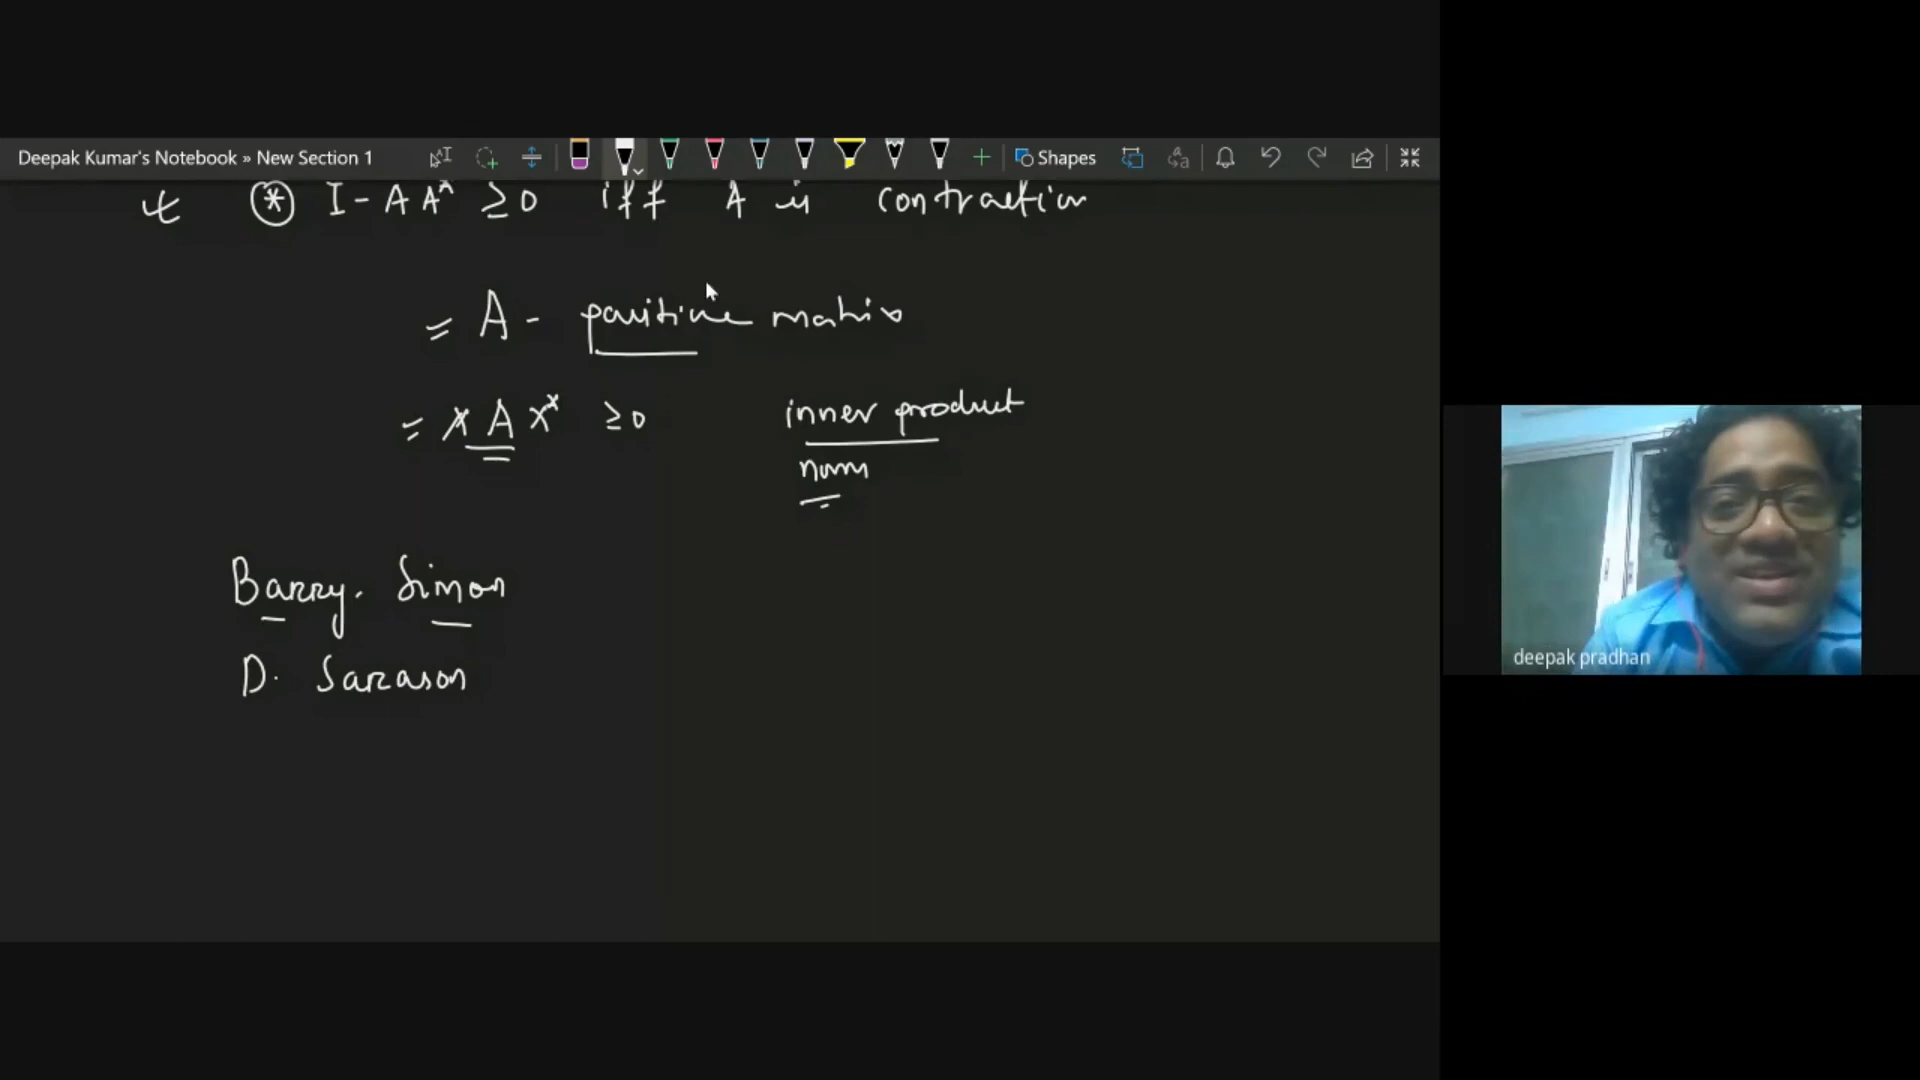 Deepak Kumar's Notebook » New Section 1
Shapes
(*) I - A A* ≥ 0 iff A is contraction
= A - positive matrix
= x A x* ≥ 0
inner product
norm
Barry. Simon
D. Sarason
deepak pradhan